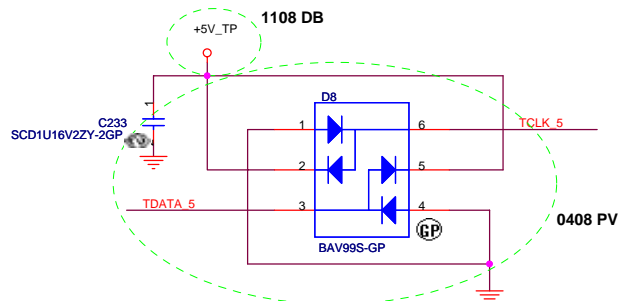 1108 DB
+5V_TP
1
C233
SCD1U16V2ZY-2GP
D8
1
6
TCLK_5
2
5
TDATA_5
3
4
GP
0408 PV
BAV99S-GP